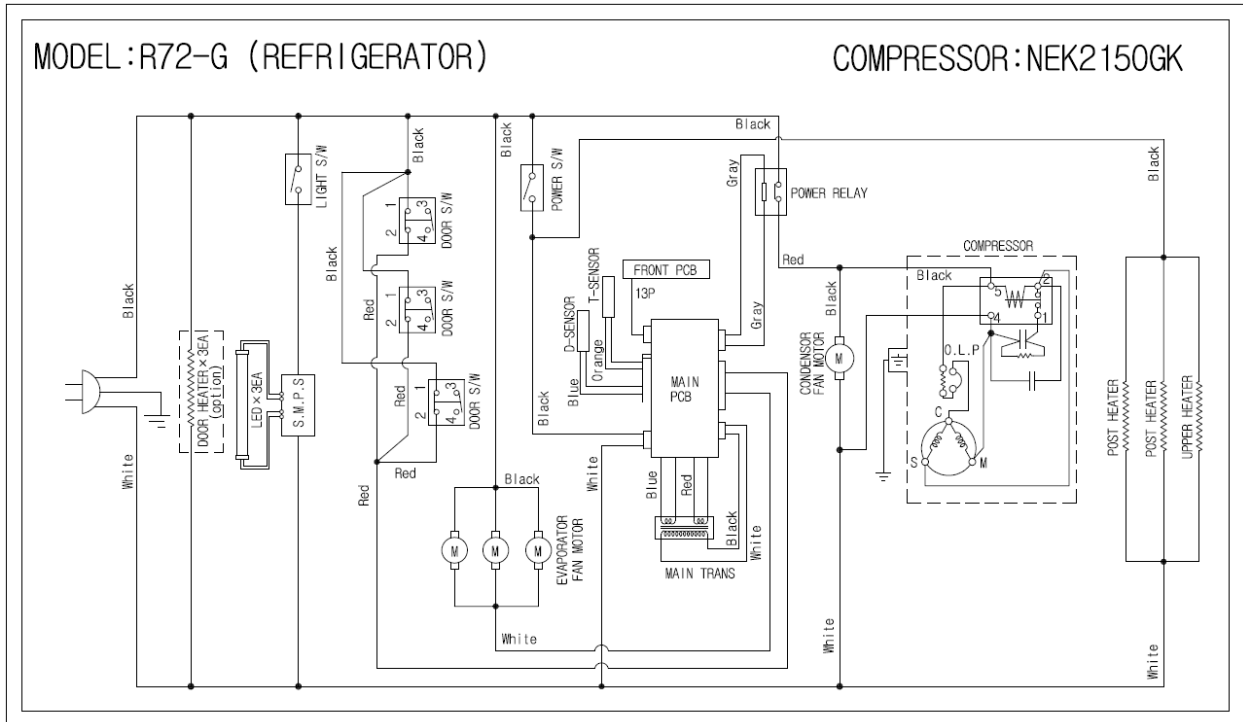 MODEL:R72-G (REFRIGERATOR)
COMPRESSOR:NEK2150GK
Black
White
DOOR HEATER×3EA
(option)
LED×3EA
S.M.P.S
LIGHT S/W
Black
1
3
2
4
DOOR S/W
Black
Red
1
3
2
4
DOOR S/W
Red
1
3
2
4
DOOR S/W
Red
Red
Black
Black
M
M
M
EVAPORATOR
FAN MOTOR
White
POWER S/W
Black
D-SENSOR
T-SENSOR
Blue
Orange
FRONT PCB
13P
MAIN
PCB
Black
White
Blue
Red
Black
White
MAIN TRANS
Black
Gray
Gray
POWER RELAY
Red
Black
M
CONDENSOR
FAN MOTOR
White
COMPRESSOR
Black
5
2
4
1
O.L.P
C
S
M
Black
POST HEATER
POST HEATER
UPPER HEATER
White